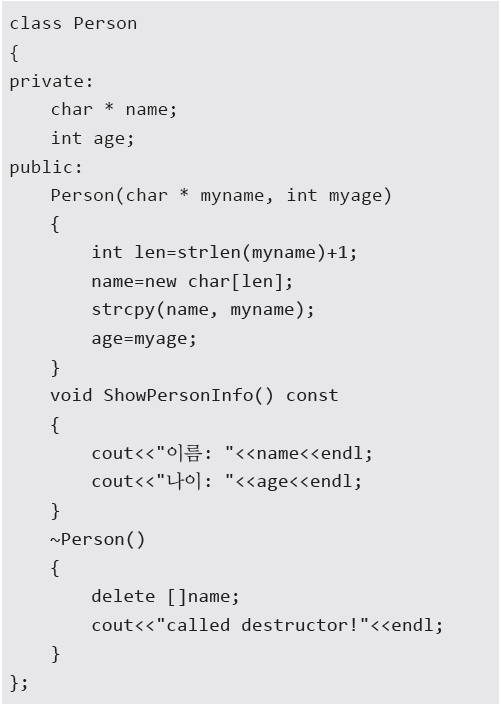 class Person
{
private:
    char * name;
    int age;
public:
    Person(char * myname, int myage)
    {
        int len=strlen(myname)+1;
        name=new char[len];
        strcpy(name, myname);
        age=myage;
    }
    void ShowPersonInfo() const
    {
        cout<<"이름: "<<name<<endl;
        cout<<"나이: "<<age<<endl;
    }
    ~Person()
    {
        delete []name;
        cout<<"called destructor!"<<endl;
    }
};